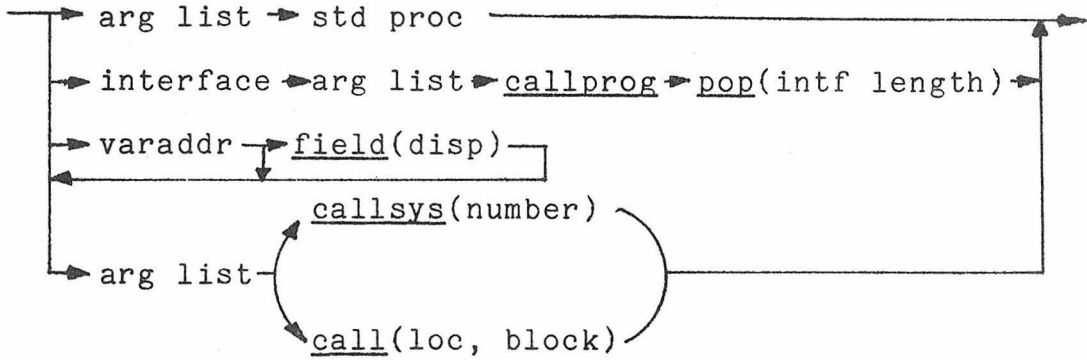 arg list std proc
interface arg list callprog pop(intf length)
varaddr field(disp)
callsys(number)
arg list
call(loc, block)